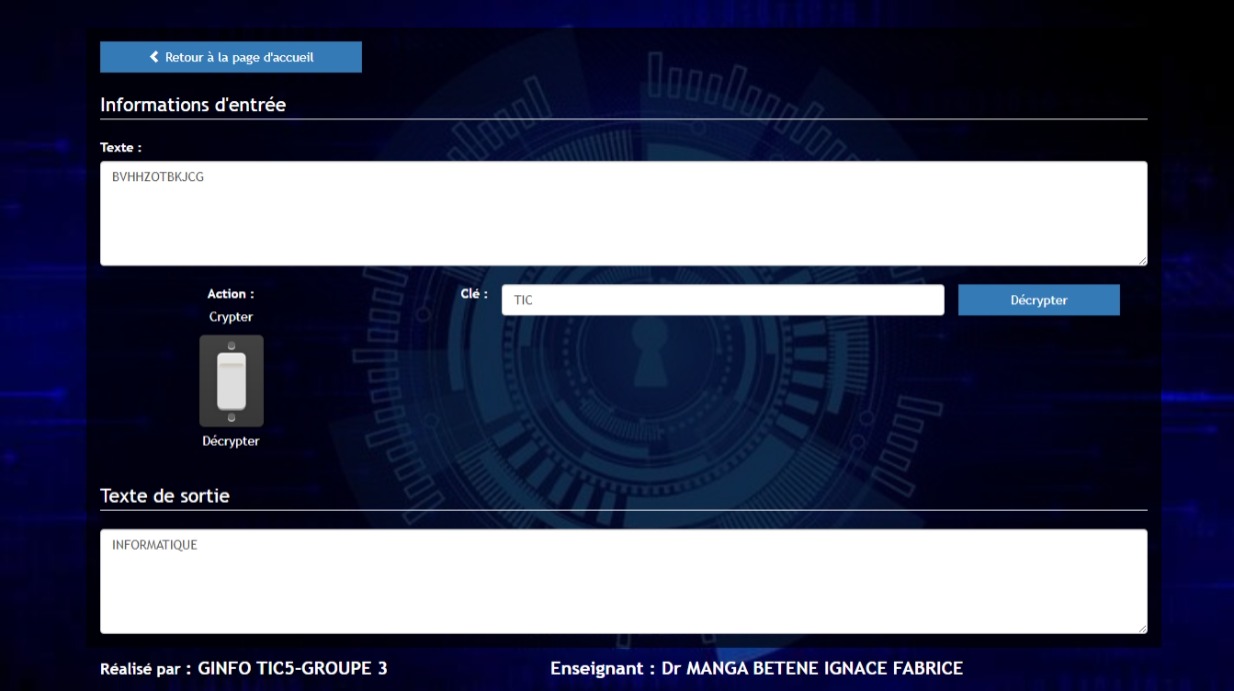 Retour à la page d'accueil
Informations d'entrée
Texte :
BVHHZOTBKJCG
Action :
Crypter
Décrypter
Clé :
TIC
Décrypter
Texte de sortie
INFORMATIQUE
Réalisé par : GINFO TIC5-GROUPE 3
Enseignant : Dr MANGA BETENE IGNACE FABRICE